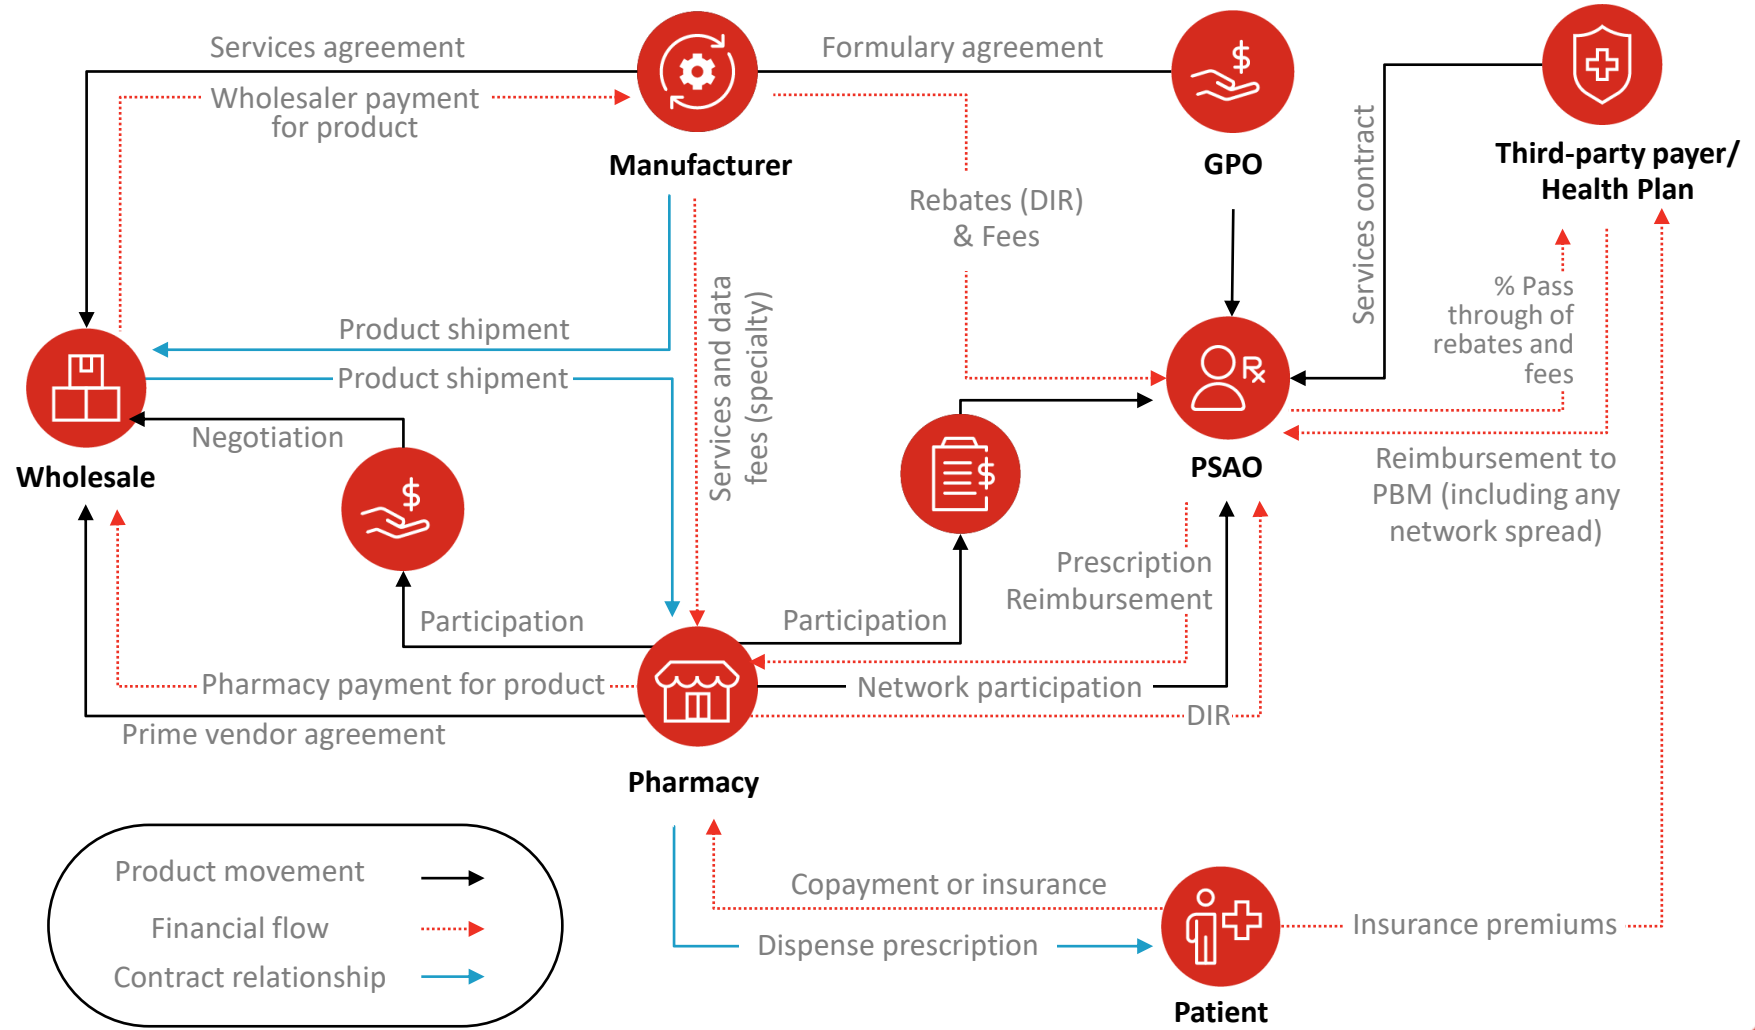 Services agreement
Formulary agreement
Wholesaler payment
for product
Manufacturer
GPO
Third-party payer/
Health Plan
Services contract
Rebates (DIR)
& Fees
Services and data
fees (specialty)
% Pass
through of
rebates and
fees
Product shipment
Product shipment
Negotiation
Wholesale
PSAO
Reimbursement to
PBM (including any
network spread)
Prescription
Reimbursement
Participation
Participation
Pharmacy payment for product
Network participation
DIR
Prime vendor agreement
Pharmacy
Product movement
Financial flow
Contract relationship
Copayment or insurance
Dispense prescription
Insurance premiums
Patient
$
$
$
Rx